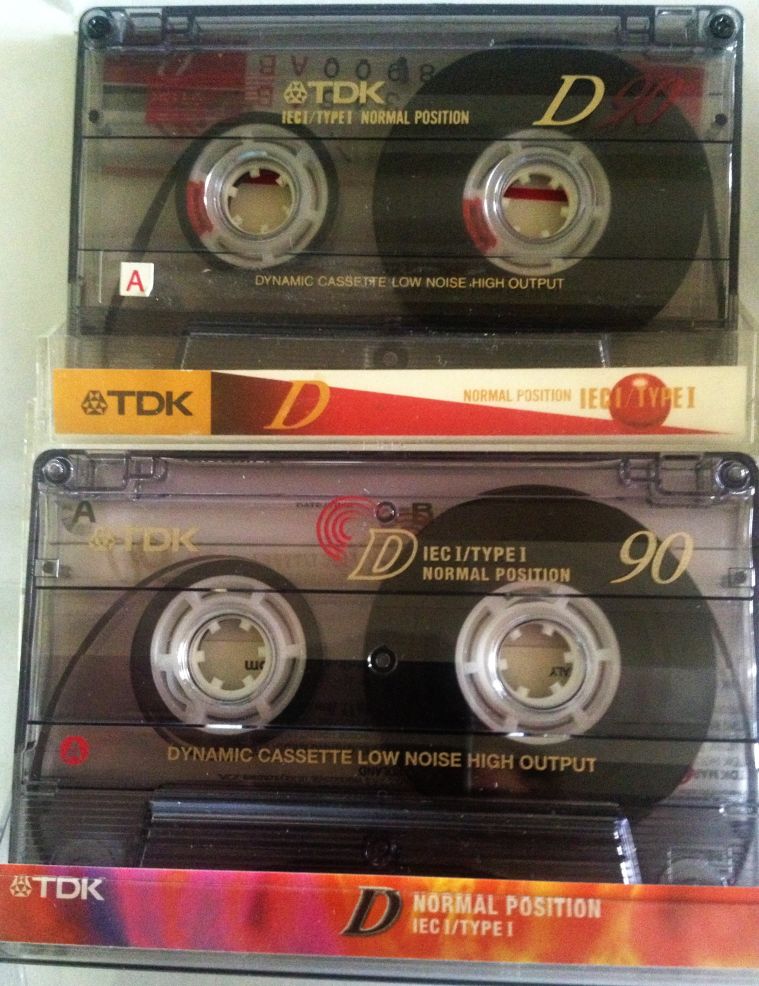 TDK D 90
IEC I/TYPE I NORMAL POSITION
A
DYNAMIC CASSETTE LOW NOISE HIGH OUTPUT
TDK D NORMAL POSITION IEC I/TYPE I
A B
TDK D IEC I/TYPE I 90
NORMAL POSITION
A
DYNAMIC CASSETTE LOW NOISE HIGH OUTPUT
TDK D NORMAL POSITION
IEC I/TYPE I